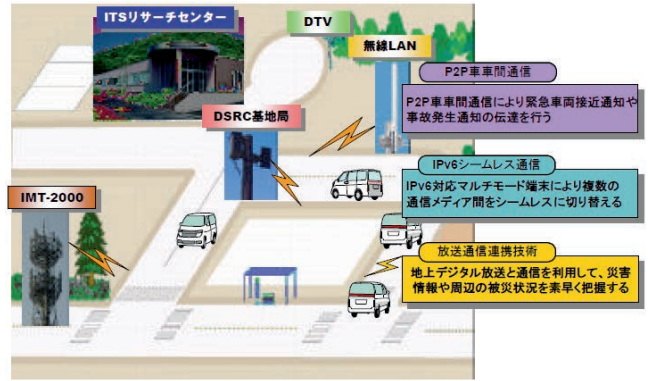 ITSリサーチセンター
DTV
無線LAN
P2P車車間通信
P2P車車間通信により緊急車両接近通知や
事故発生通知の伝達を行う
DSRC基地局
IPv6シームレス通信
IPv6対応マルチモード端末により複数の
通信メディア間をシームレスに切り替える
IMT-2000
放送通信連携技術
地上デジタル放送と通信を利用して、災害
情報や周辺の被災状況を素早く把握する